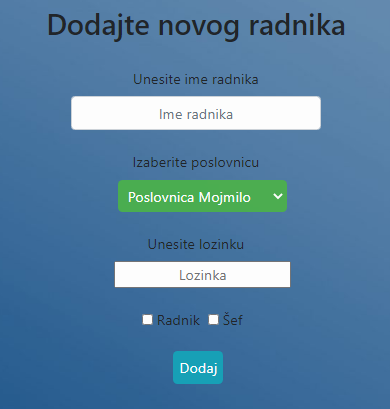 Dodajte novog radnika
Unesite ime radnika
Ime radnika
Izaberite poslovnicu
Poslovnica Mojmilo
Unesite lozinku
Lozinka
Radnik Šef
Dodaj